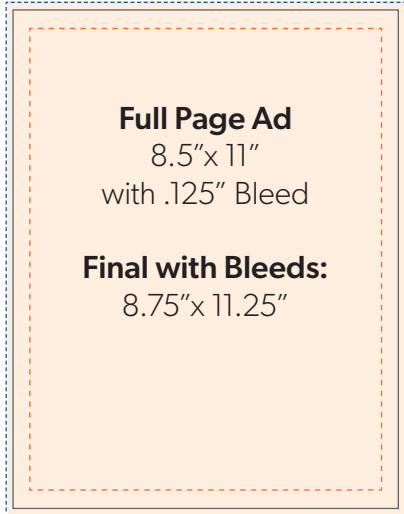 Full Page Ad
8.5”x 11”
with .125” Bleed
Final with Bleeds:
8.75”x 11.25”